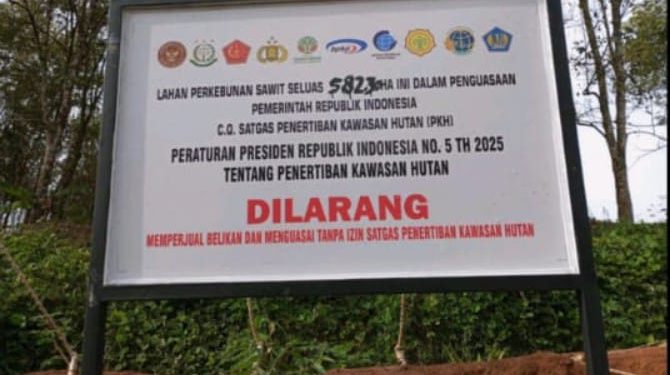 LAHAN PERKEBUNAN SAWIT SELUAS 5823 HA INI DALAM PENGUASAAN
PEMERINTAH REPUBLIK INDONESIA
C.Q. SATGAS PENERTIBAN KAWASAN HUTAN (PKH)
PERATURAN PRESIDEN REPUBLIK INDONESIA NO. 5 TH 2025
TENTANG PENERTIBAN KAWASAN HUTAN
DILARANG
MEMPERJUAL BELIKAN DAN MENGUASAI TANPA IZIN SATGAS PENERTIBAN KAWASAN HUTAN